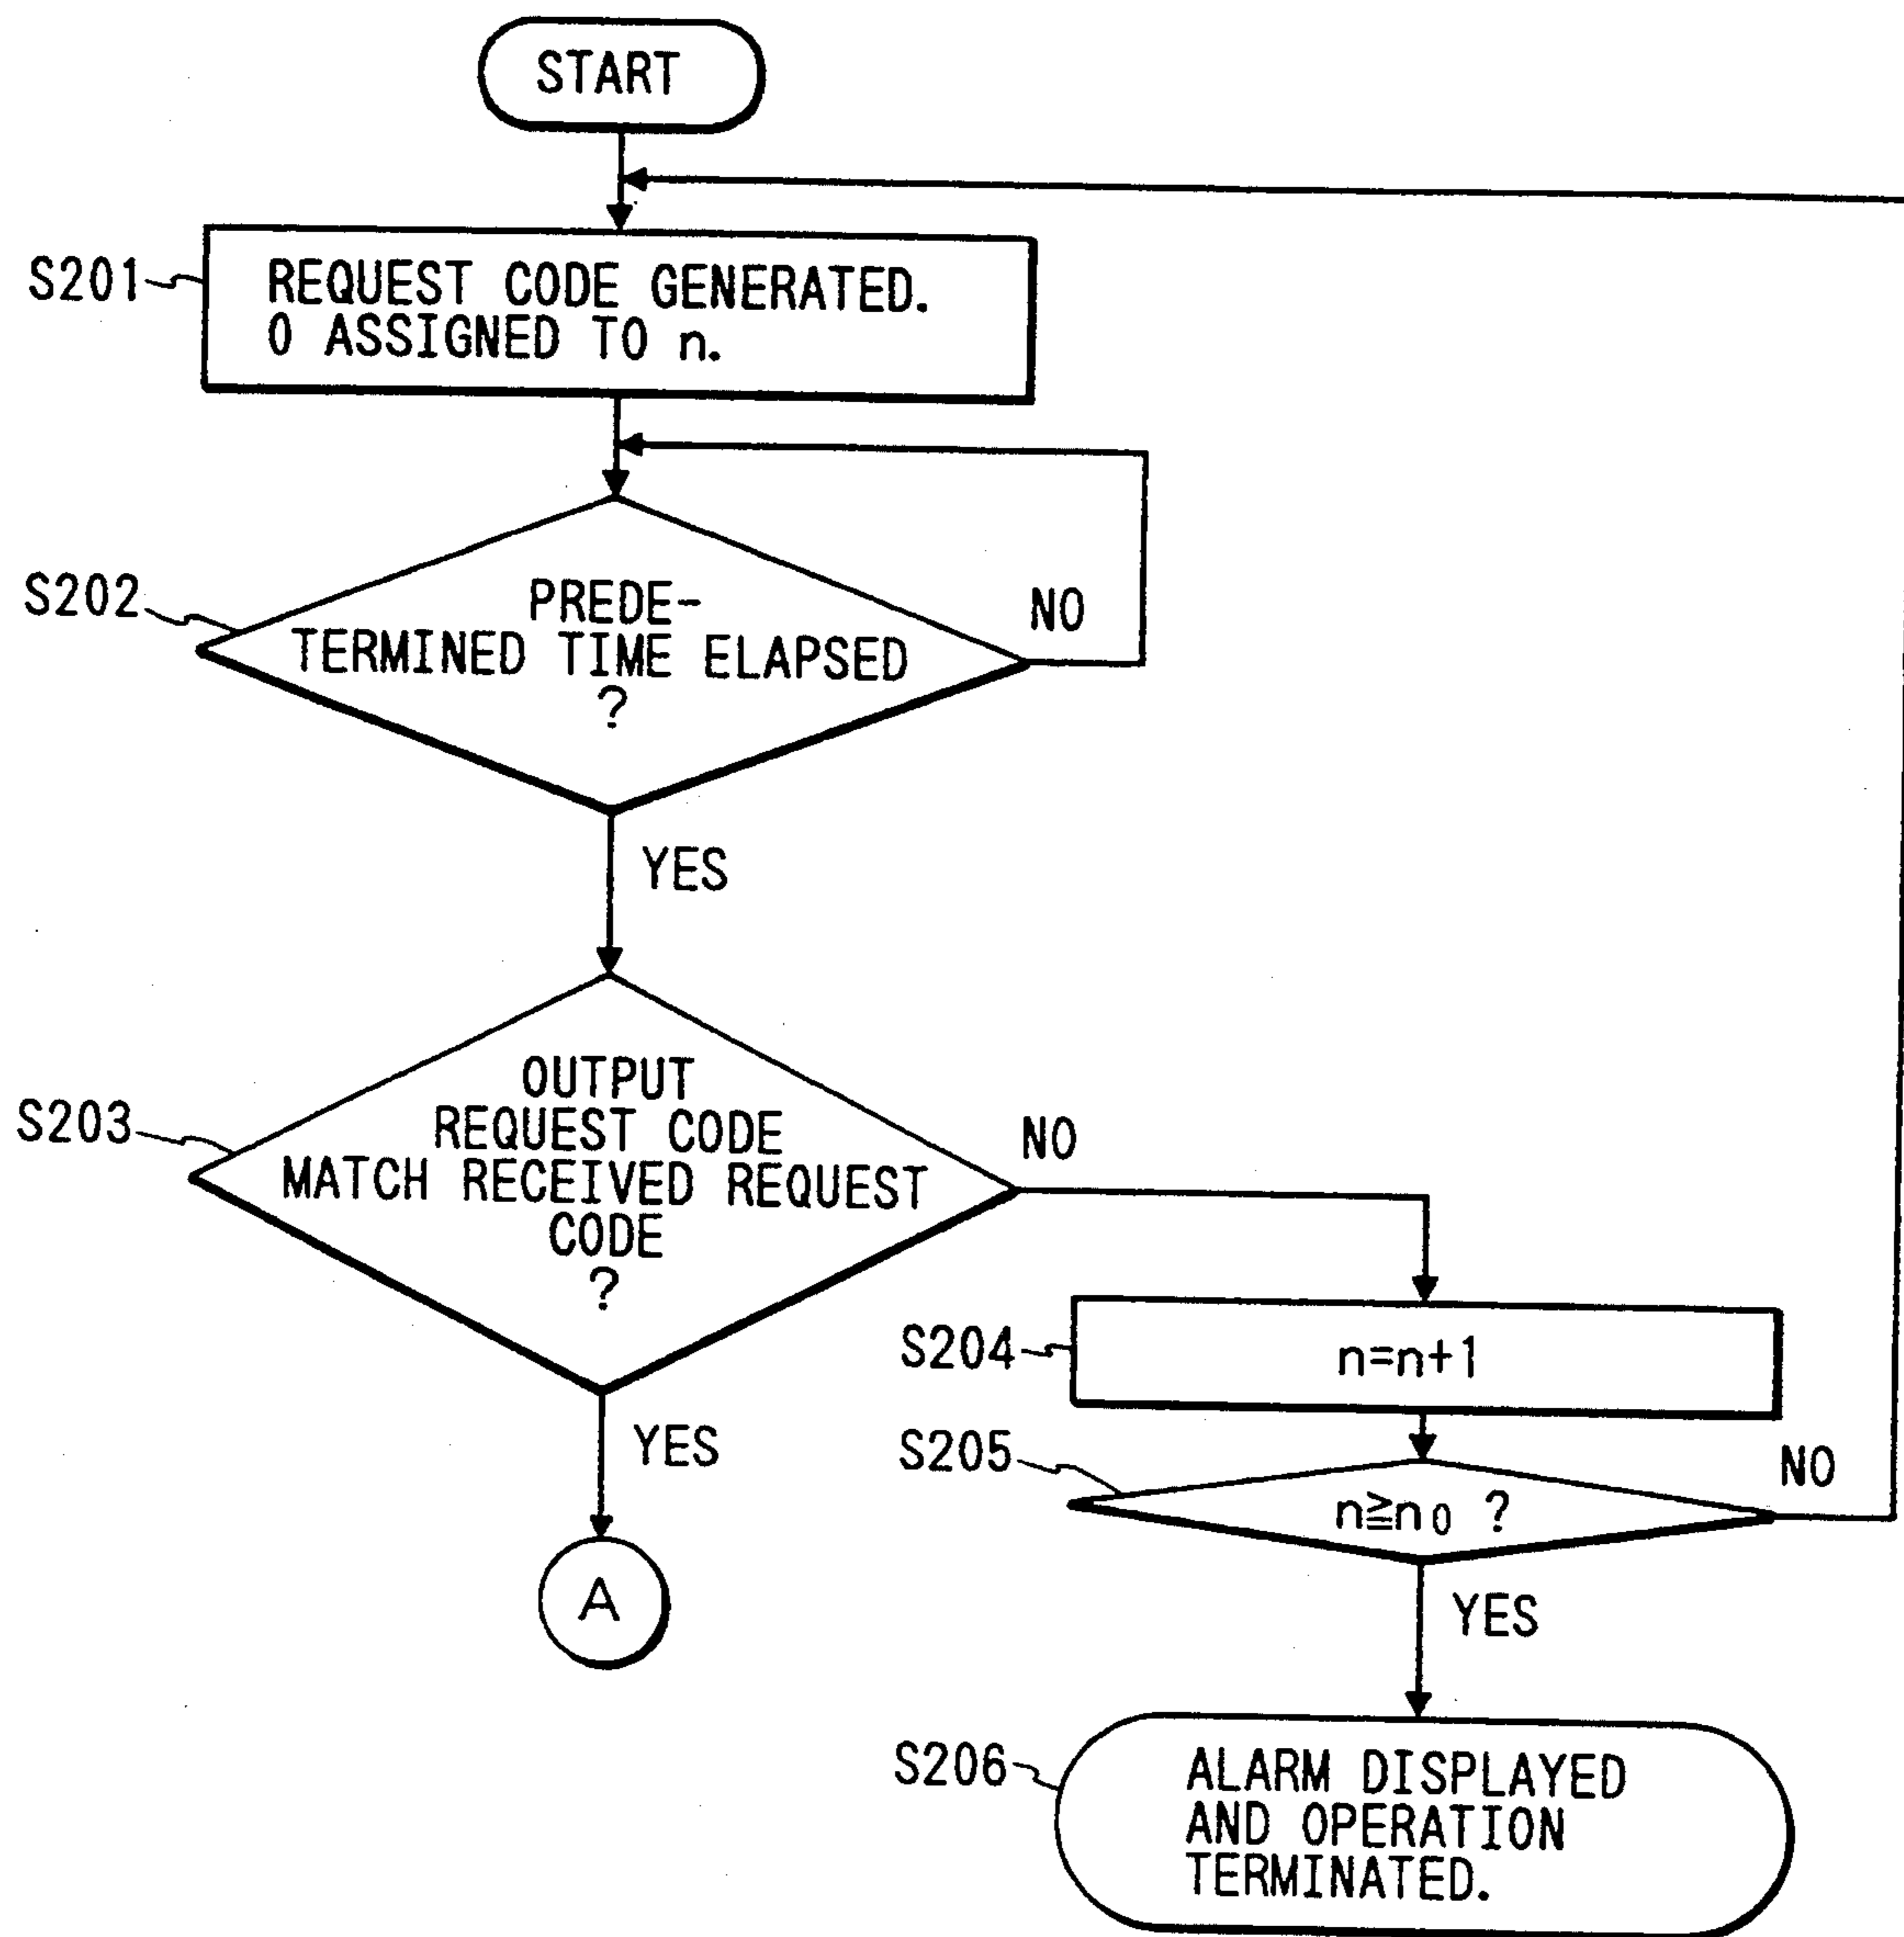 START
S201
REQUEST CODE GENERATED.
0 ASSIGNED TO n.
S202
PREDE-
TERMINED TIME ELAPSED
?
NO
YES
S203
OUTPUT
REQUEST CODE
MATCH RECEIVED REQUEST
CODE
?
NO
YES
A
S204
n=n+1
S205
n≧n0 ?
NO
YES
S206
ALARM DISPLAYED
AND OPERATION
TERMINATED.